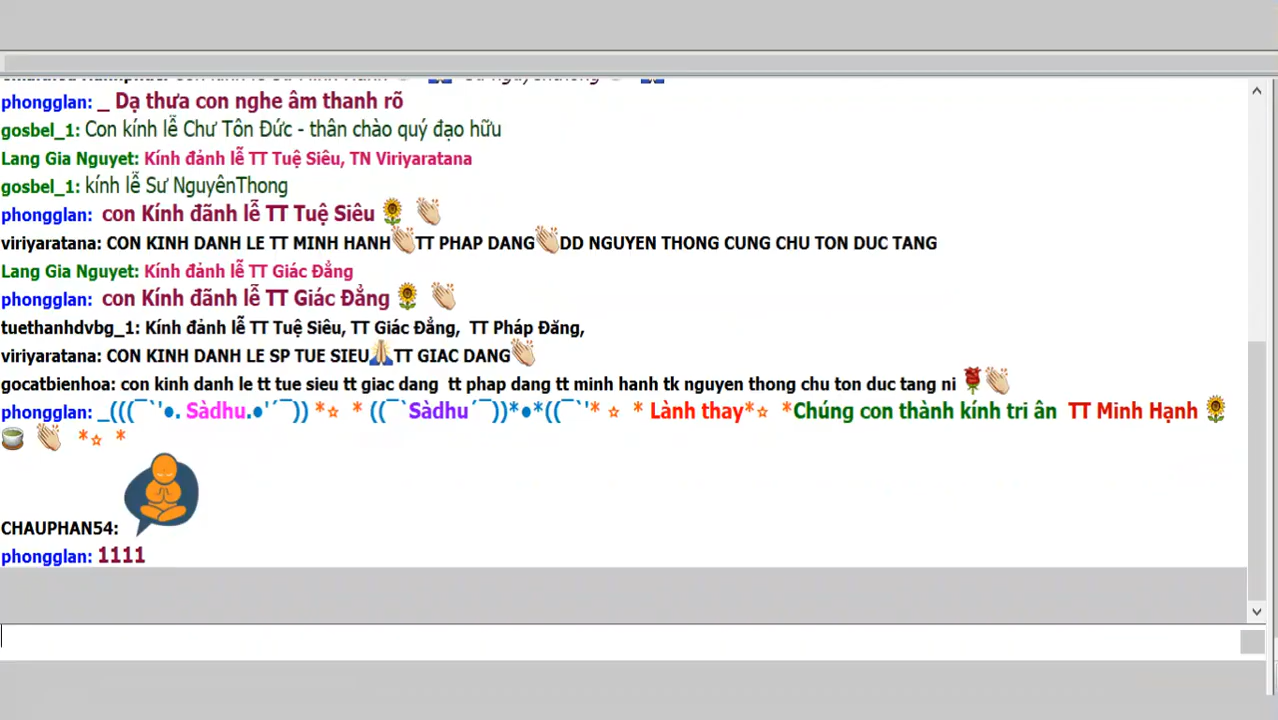 phongglan: _ Dạ thưa con nghe âm thanh rõ
gosbel_1: Con kính lễ Chư Tôn Đức - thân chào quý đạo hữu
Lang Gia Nguyet: Kính đảnh lễ TT Tuệ Siêu, TN Viriyaratana
gosbel_1: kính lễ Sư NguyênThong
phongglan: con Kính đãnh lễ TT Tuệ Siêu 🌻 👏
viriyaratana: CON KINH DANH LE TT MINH HANH👏TT PHAP DANG👏DD NGUYEN THONG CUNG CHU TON DUC TANG
Lang Gia Nguyet: Kính đảnh lễ TT Giác Đẳng
phongglan: con Kính đãnh lễ TT Giác Đẳng 🌻 👏
tuethanhdvbg_1: Kính đảnh lễ TT Tuệ Siêu, TT Giác Đẳng, TT Pháp Đăng,
viriyaratana: CON KINH DANH LE SP TUE SIEU🙏TT GIAC DANG👏
gocatbienhoa: con kinh danh le tt tue sieu tt giac dang tt phap dang tt minh hanh tk nguyen thong chu ton duc tang ni 🌹👏
phongglan: _(((¯`'•. Sàdhu.•'´¯)) *☆ * ((¯`Sàdhu´¯))*•*((¯`'* ☆ * Lành thay*☆ *Chúng con thành kính tri ân TT Minh Hạnh 🌻
🍵 👏 *☆ *
CHAUPHAN54:
phongglan: 1111